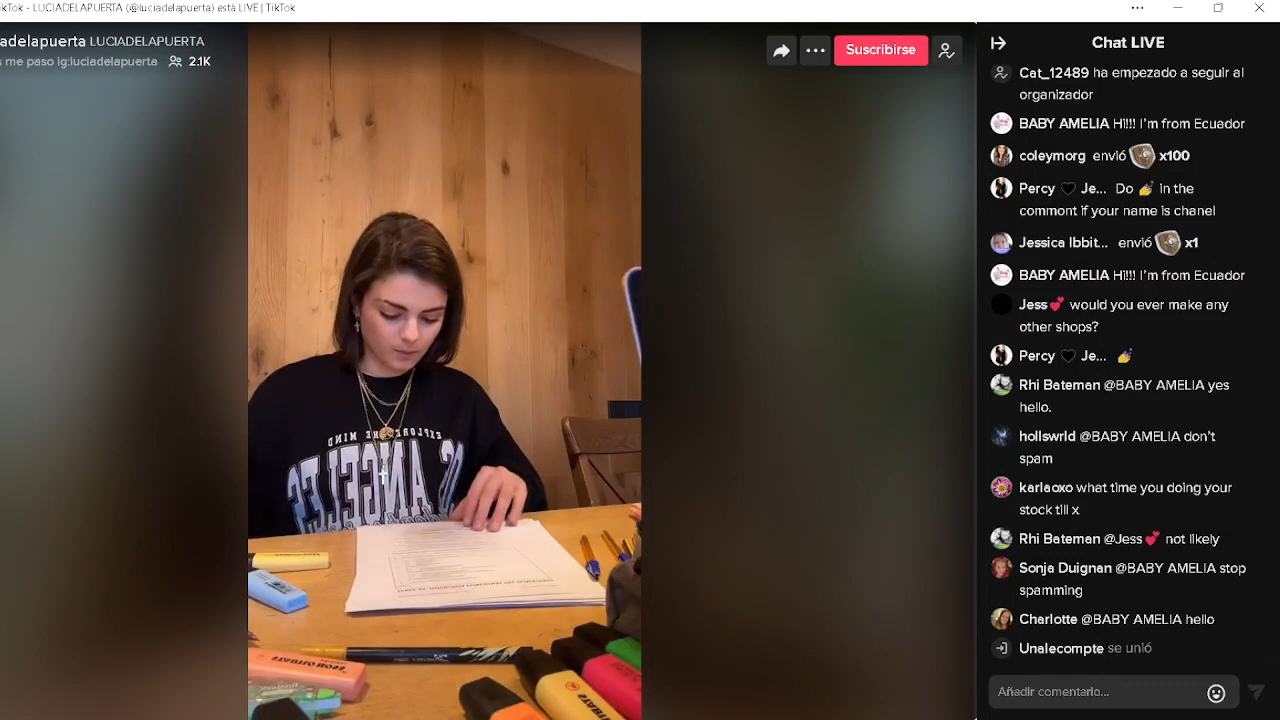 kTok - LUCIADELAPUERTA (@luciadelapuerta) está LIVE | TikTok
adelapuerta LUCIADELAPUERTA
s me paso ig:luciadelapuerta 2.1K
Suscribirse
EXPLORE THE MIND
LOS ANGELES
STABILO BOSS
Chat LIVE
Cat_12489 ha empezado a seguir al
organizador
BABY AMELIA Hi!!! I'm from Ecuador
coleymorg envió x100
Percy 🖤 Je... Do 💅 in the
commont if your name is chanel
Jessica Ibbit... envió x1
BABY AMELIA Hi!!! I'm from Ecuador
Jess💕 would you ever make any
other shops?
Percy 🖤 Je... 💅
Rhi Bateman @BABY AMELIA yes
hello.
hollswrld @BABY AMELIA don't
spam
karlaoxo what time you doing your
stock till x
Rhi Bateman @Jess💕 not likely
Sonja Duignan @BABY AMELIA stop
spamming
Charlotte @BABY AMELIA hello
Unalecompte se unió
Añadir comentario...